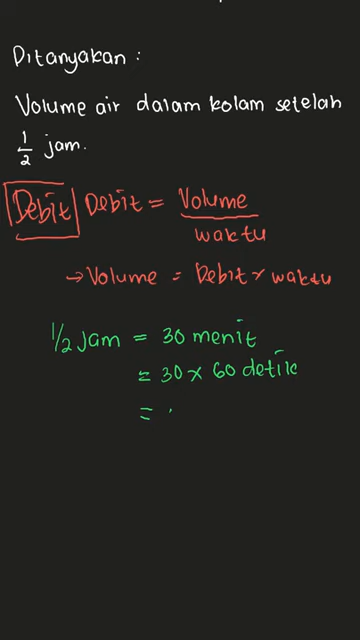 Ditanyakan :
Volume air dalam kolam setelah
1/2 jam.
Debit Debit = Volume / waktu
→ Volume = Debit × waktu
1/2 jam = 30 menit
= 30 × 60 detik
=